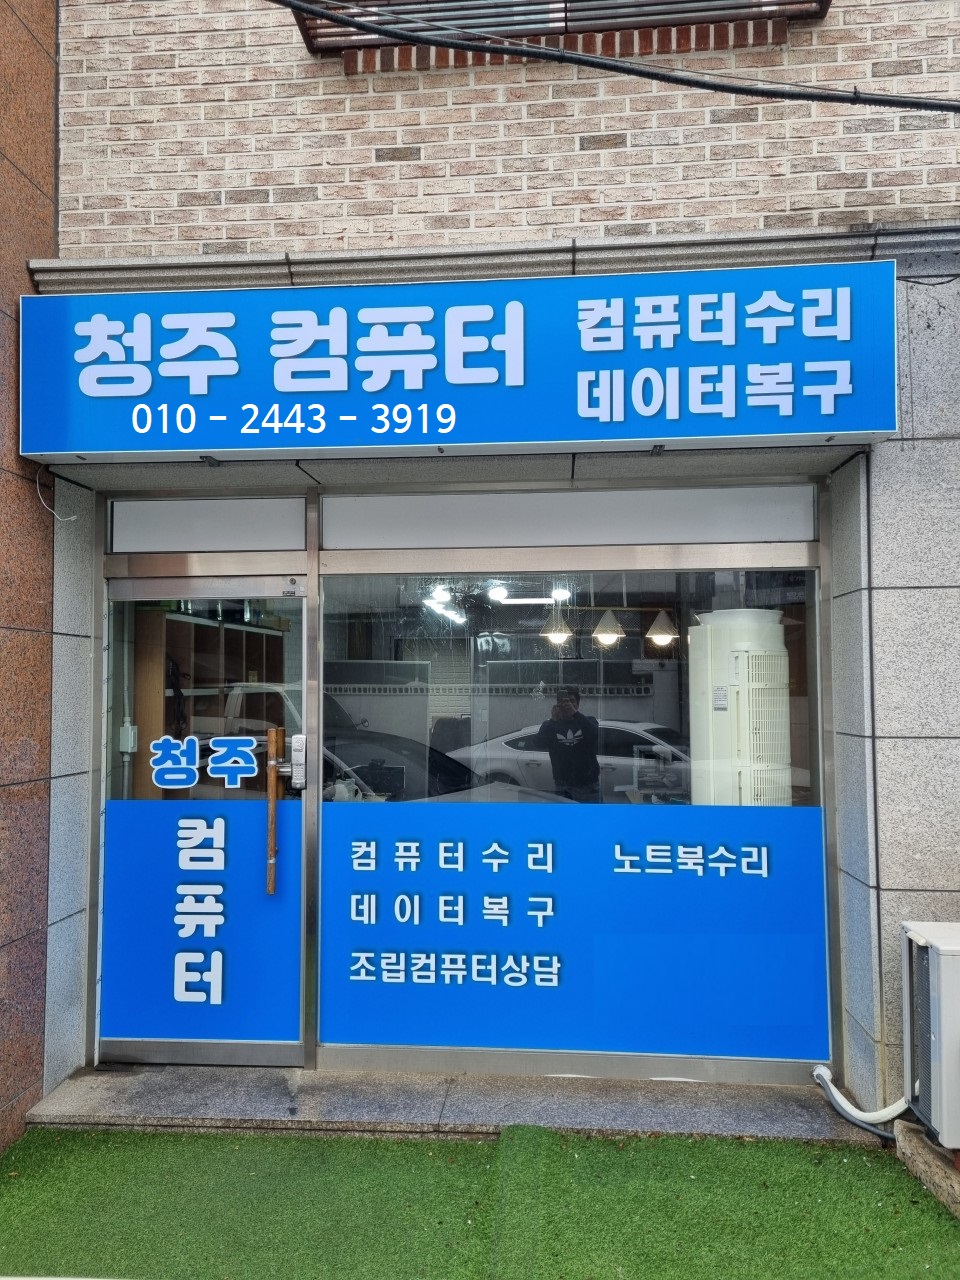 청주 컴퓨터
010 - 2443 - 3919
컴퓨터수리
데이터복구
청주
컴
퓨
터
컴퓨터수리
노트북수리
데이터복구
조립컴퓨터상담